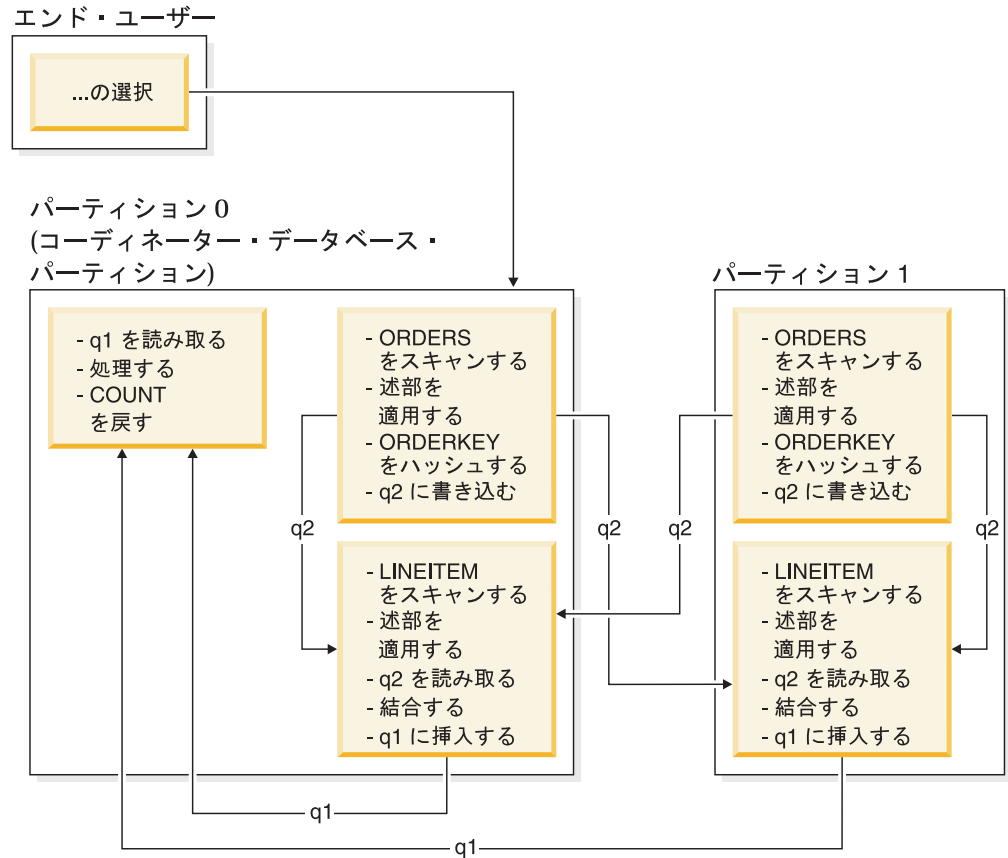 エンド・ユーザー
...の選択
パーティション 0
(コーディネーター・データベース・
パーティション)
- q1 を読み取る
- 処理する
- COUNT
を戻す
- ORDERS
をスキャンする
- 述部を
適用する
- ORDERKEY
をハッシュする
- q2 に書き込む
q2
q2
- LINEITEM
をスキャンする
- 述部を
適用する
- q2 を読み取る
- 結合する
- q1 に挿入する
パーティション 1
- ORDERS
をスキャンする
- 述部を
適用する
- ORDERKEY
をハッシュする
- q2 に書き込む
q2
q2
- LINEITEM
をスキャンする
- 述部を
適用する
- q2 を読み取る
- 結合する
- q1 に挿入する
q1
q1